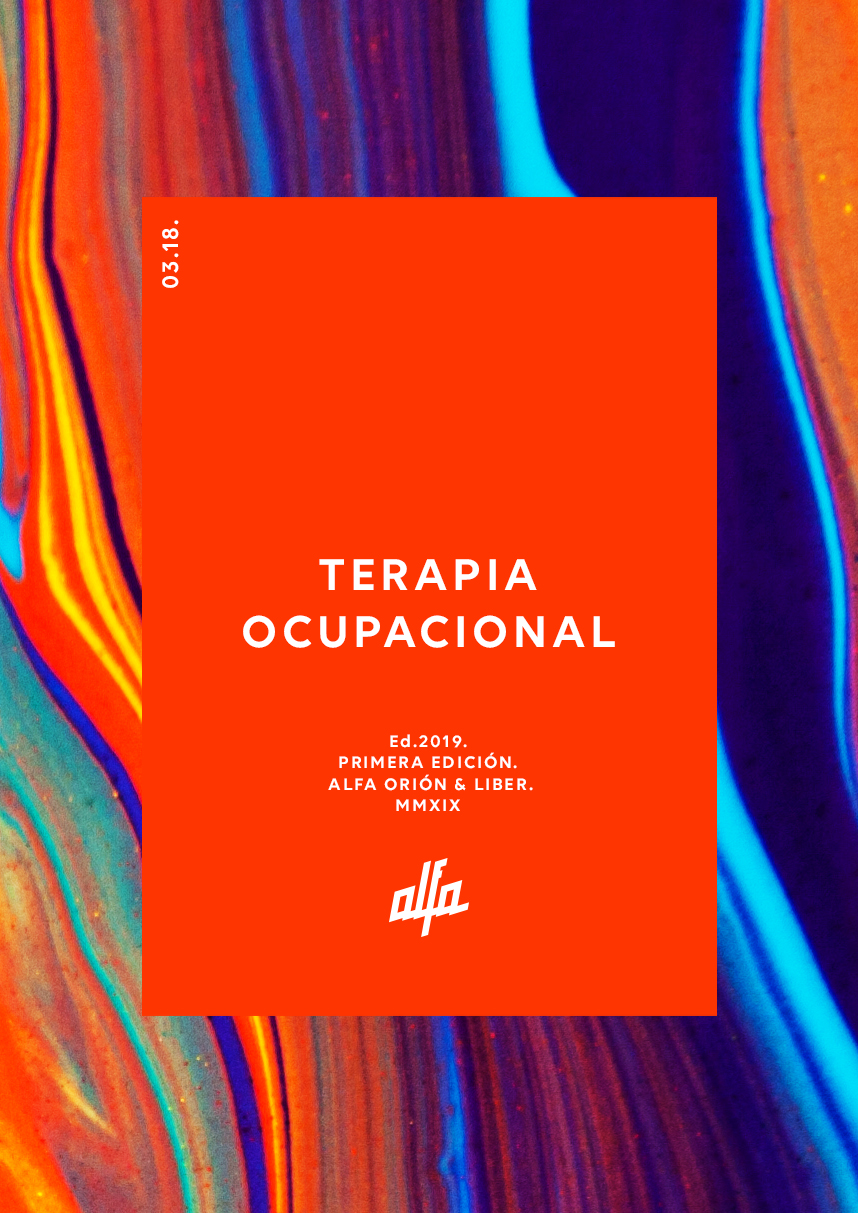 03.18.
TERAPIA
OCUPACIONAL
Ed.2019.
PRIMERA EDICIÓN.
ALFA ORIÓN & LIBER.
MMXIX
alfa